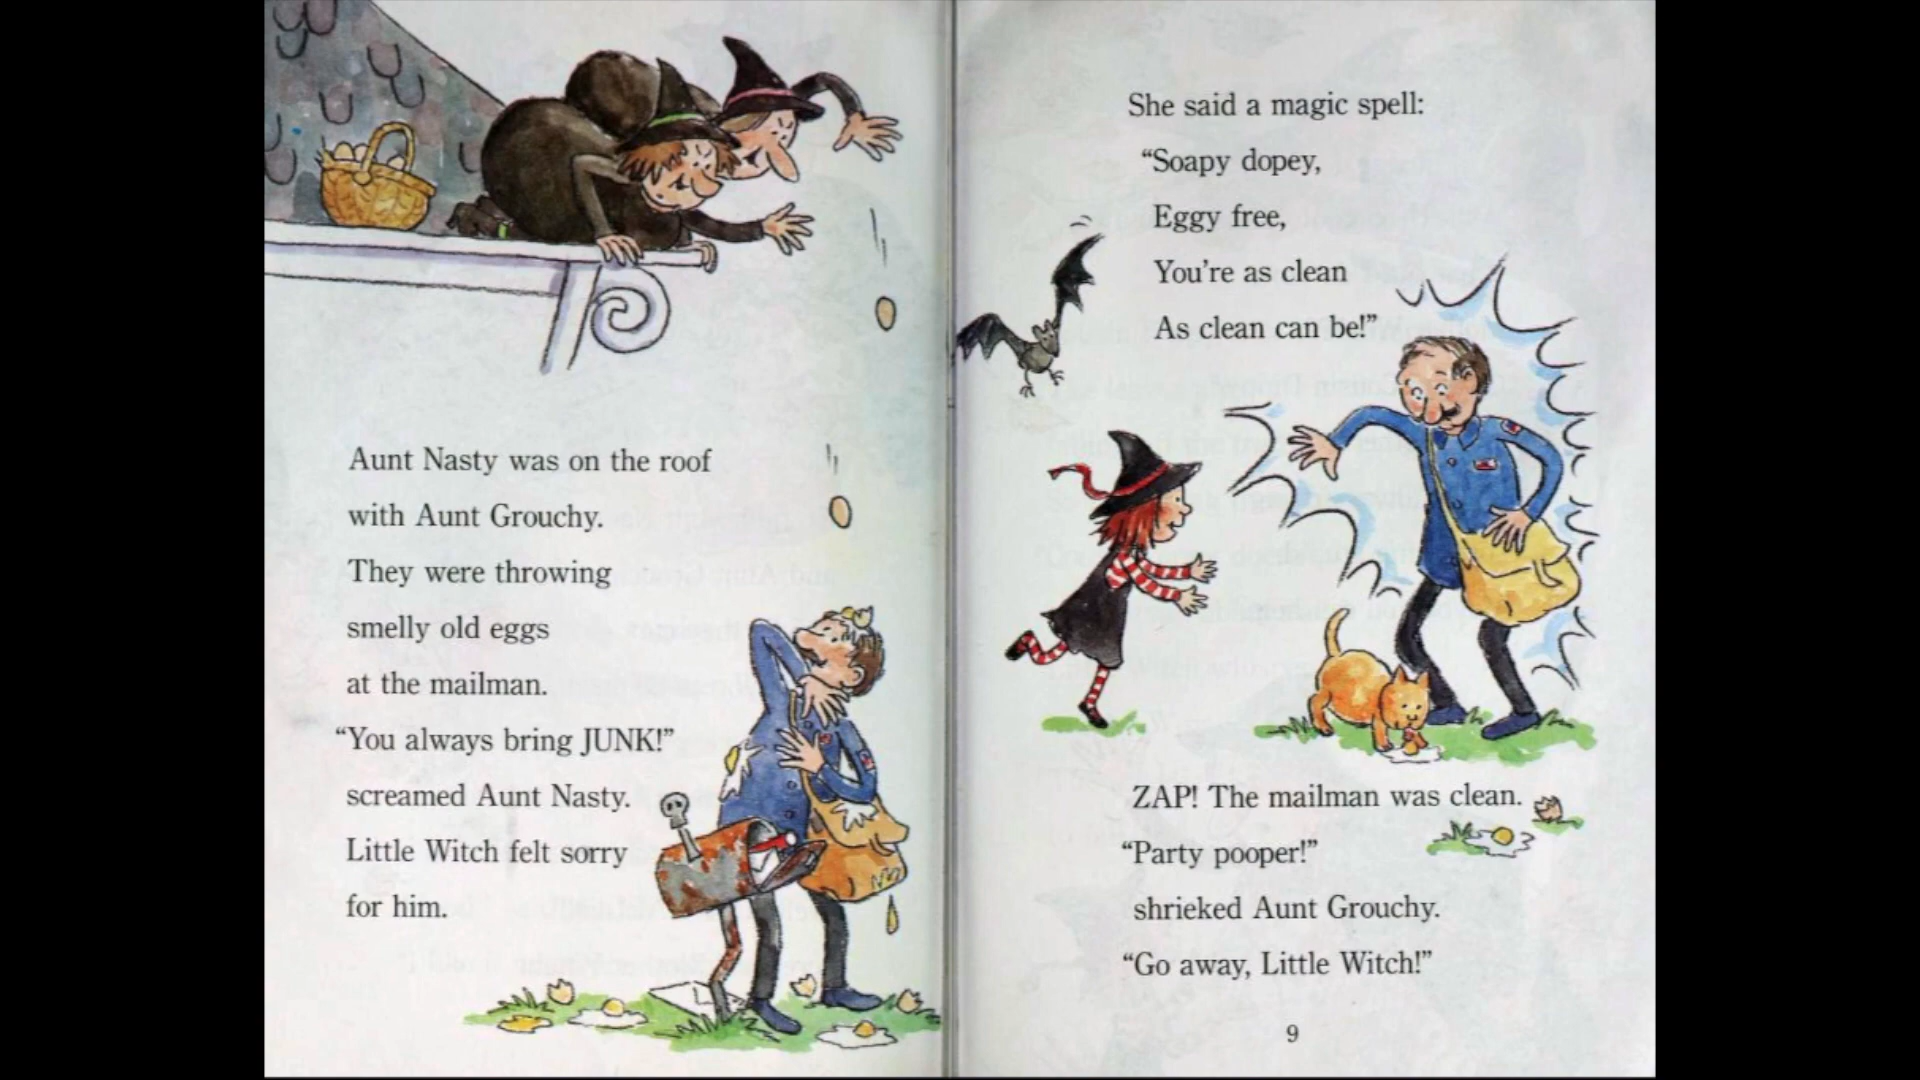 Aunt Nasty was on the roof
with Aunt Grouchy.
They were throwing
smelly old eggs
at the mailman.
“You always bring JUNK!”
screamed Aunt Nasty.
Little Witch felt sorry
for him.
She said a magic spell:
“Soapy dopey,
Eggy free,
You're as clean
As clean can be!”
ZAP! The mailman was clean.
“Party pooper!”
shrieked Aunt Grouchy.
“Go away, Little Witch!”
9